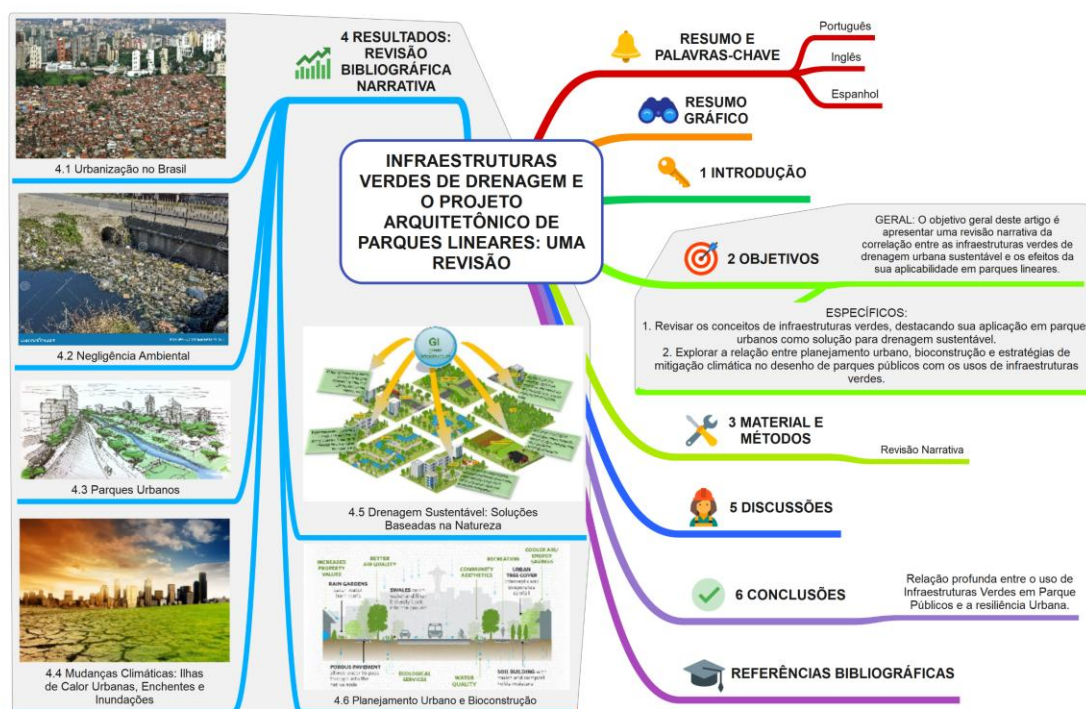 INFRAESTRUTURAS
VERDES DE DRENAGEM E
O PROJETO
ARQUITETÔNICO DE
PARQUES LINEARES: UMA
REVISÃO
RESUMO E
PALAVRAS-CHAVE
Português
Inglês
Espanhol
RESUMO
GRÁFICO
1 INTRODUÇÃO
2 OBJETIVOS
GERAL: O objetivo geral deste artigo é
apresentar uma revisão narrativa da
correlação entre as infraestruturas verdes de
drenagem urbana sustentável e os efeitos da
sua aplicabilidade em parques lineares.
ESPECÍFICOS:
1. Revisar os conceitos de infraestruturas verdes, destacando sua aplicação em parques
urbanos como solução para drenagem sustentável.
2. Explorar a relação entre planejamento urbano, bioconstrução e estratégias de
mitigação climática no desenho de parques públicos com os usos de infraestruturas
verdes.
3 MATERIAL E
MÉTODOS
Revisão Narrativa
4 RESULTADOS:
REVISÃO
BIBLIOGRÁFICA
NARRATIVA
4.1 Urbanização no Brasil
4.2 Negligência Ambiental
4.3 Parques Urbanos
4.4 Mudanças Climáticas: Ilhas
de Calor Urbanas, Enchentes e
Inundações
GI
4.5 Drenagem Sustentável: Soluções
Baseadas na Natureza
INCREASES
PROPERTY
VALUES
BETTER
AIR QUALITY
RECREATION
COOLER AIR/
ENERGY
SAVINGS
COMMUNITY
AESTHETICS
RAIN GARDENS
SWALES
URBAN
TREE COVER
POROUS PAVEMENT
ECOLOGICAL
SERVICES
WATER
QUALITY
SOIL BUILDING
4.6 Planejamento Urbano e Bioconstrução
5 DISCUSSÕES
6 CONCLUSÕES
Relação profunda entre o uso de
Infraestruturas Verdes em Parque
Públicos e a resiliência Urbana.
REFERÊNCIAS BIBLIOGRÁFICAS